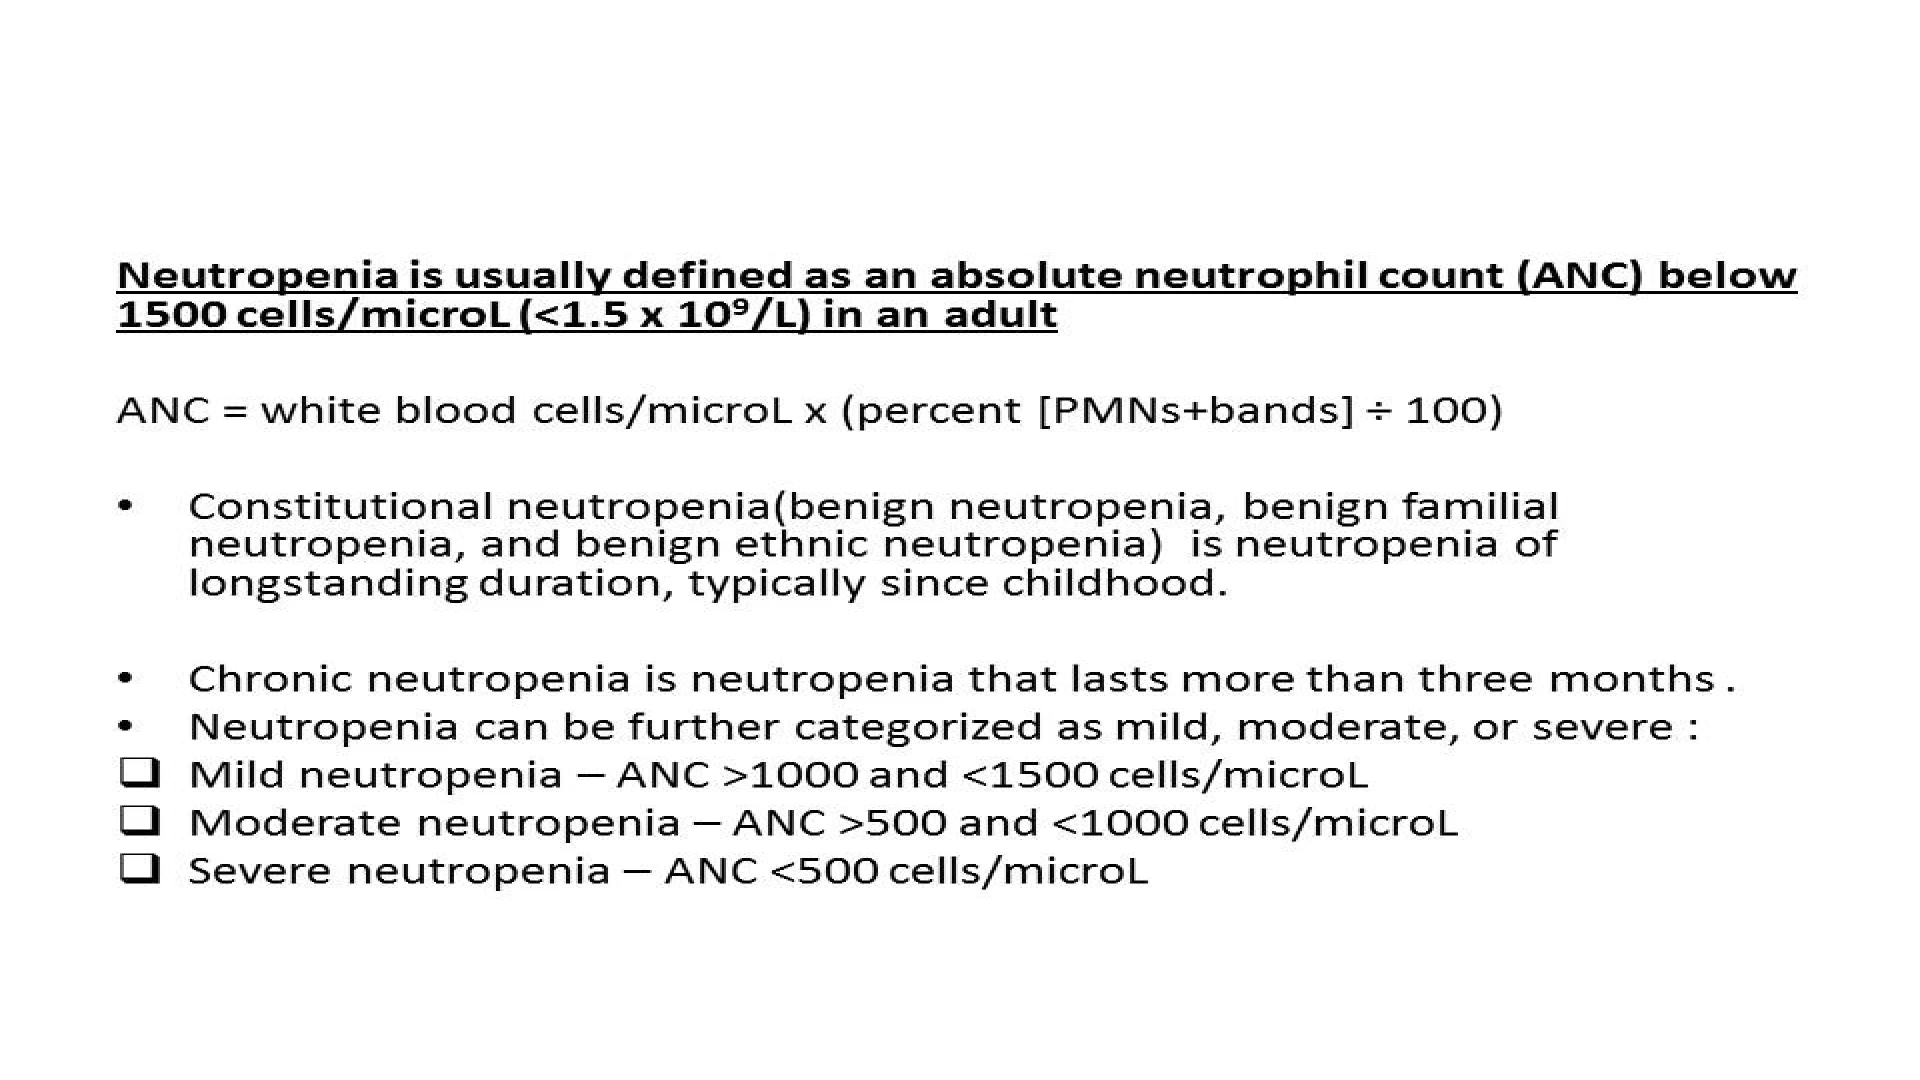 Neutropenia is usually defined as an absolute neutrophil count (ANC) below
1500 cells/microL (<1.5 x 10⁹/L) in an adult
ANC = white blood cells/microL x (percent [PMNs+bands] ÷ 100)
• Constitutional neutropenia(benign neutropenia, benign familial
neutropenia, and benign ethnic neutropenia) is neutropenia of
longstanding duration, typically since childhood.
• Chronic neutropenia is neutropenia that lasts more than three months .
• Neutropenia can be further categorized as mild, moderate, or severe :
❑ Mild neutropenia – ANC >1000 and <1500 cells/microL
❑ Moderate neutropenia – ANC >500 and <1000 cells/microL
❑ Severe neutropenia – ANC <500 cells/microL